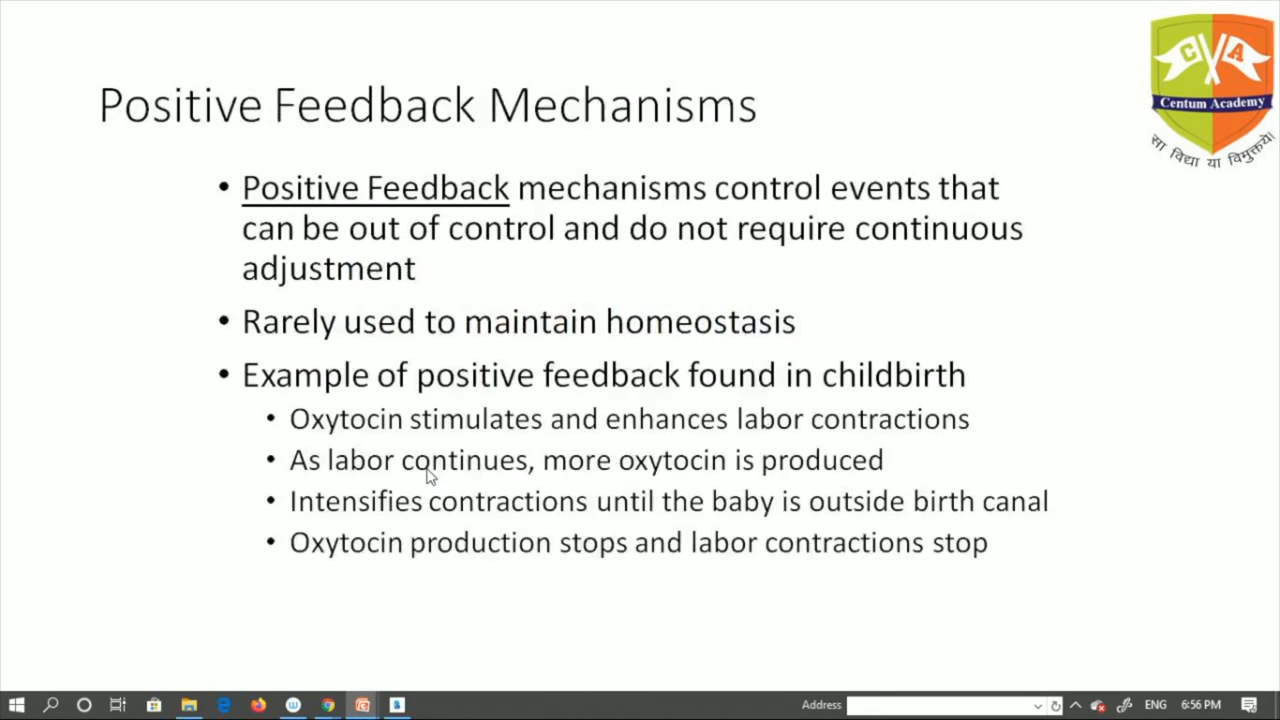 C A
Centum Academy
सा विद्या या विमुक्तये।
Positive Feedback Mechanisms
• Positive Feedback mechanisms control events that
can be out of control and do not require continuous
adjustment
• Rarely used to maintain homeostasis
• Example of positive feedback found in childbirth
• Oxytocin stimulates and enhances labor contractions
• As labor continues, more oxytocin is produced
• Intensifies contractions until the baby is outside birth canal
• Oxytocin production stops and labor contractions stop
Address ENG 6:56 PM